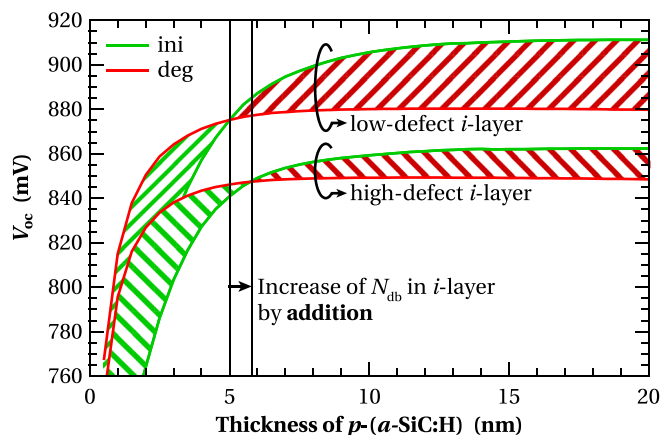 ini
deg
920
900
880
860
840
820
800
780
760
V_oc (mV)
low-defect i-layer
high-defect i-layer
Increase of N_db in i-layer
by addition
0 5 10 15 20
Thickness of p-(a-SiC:H) (nm)